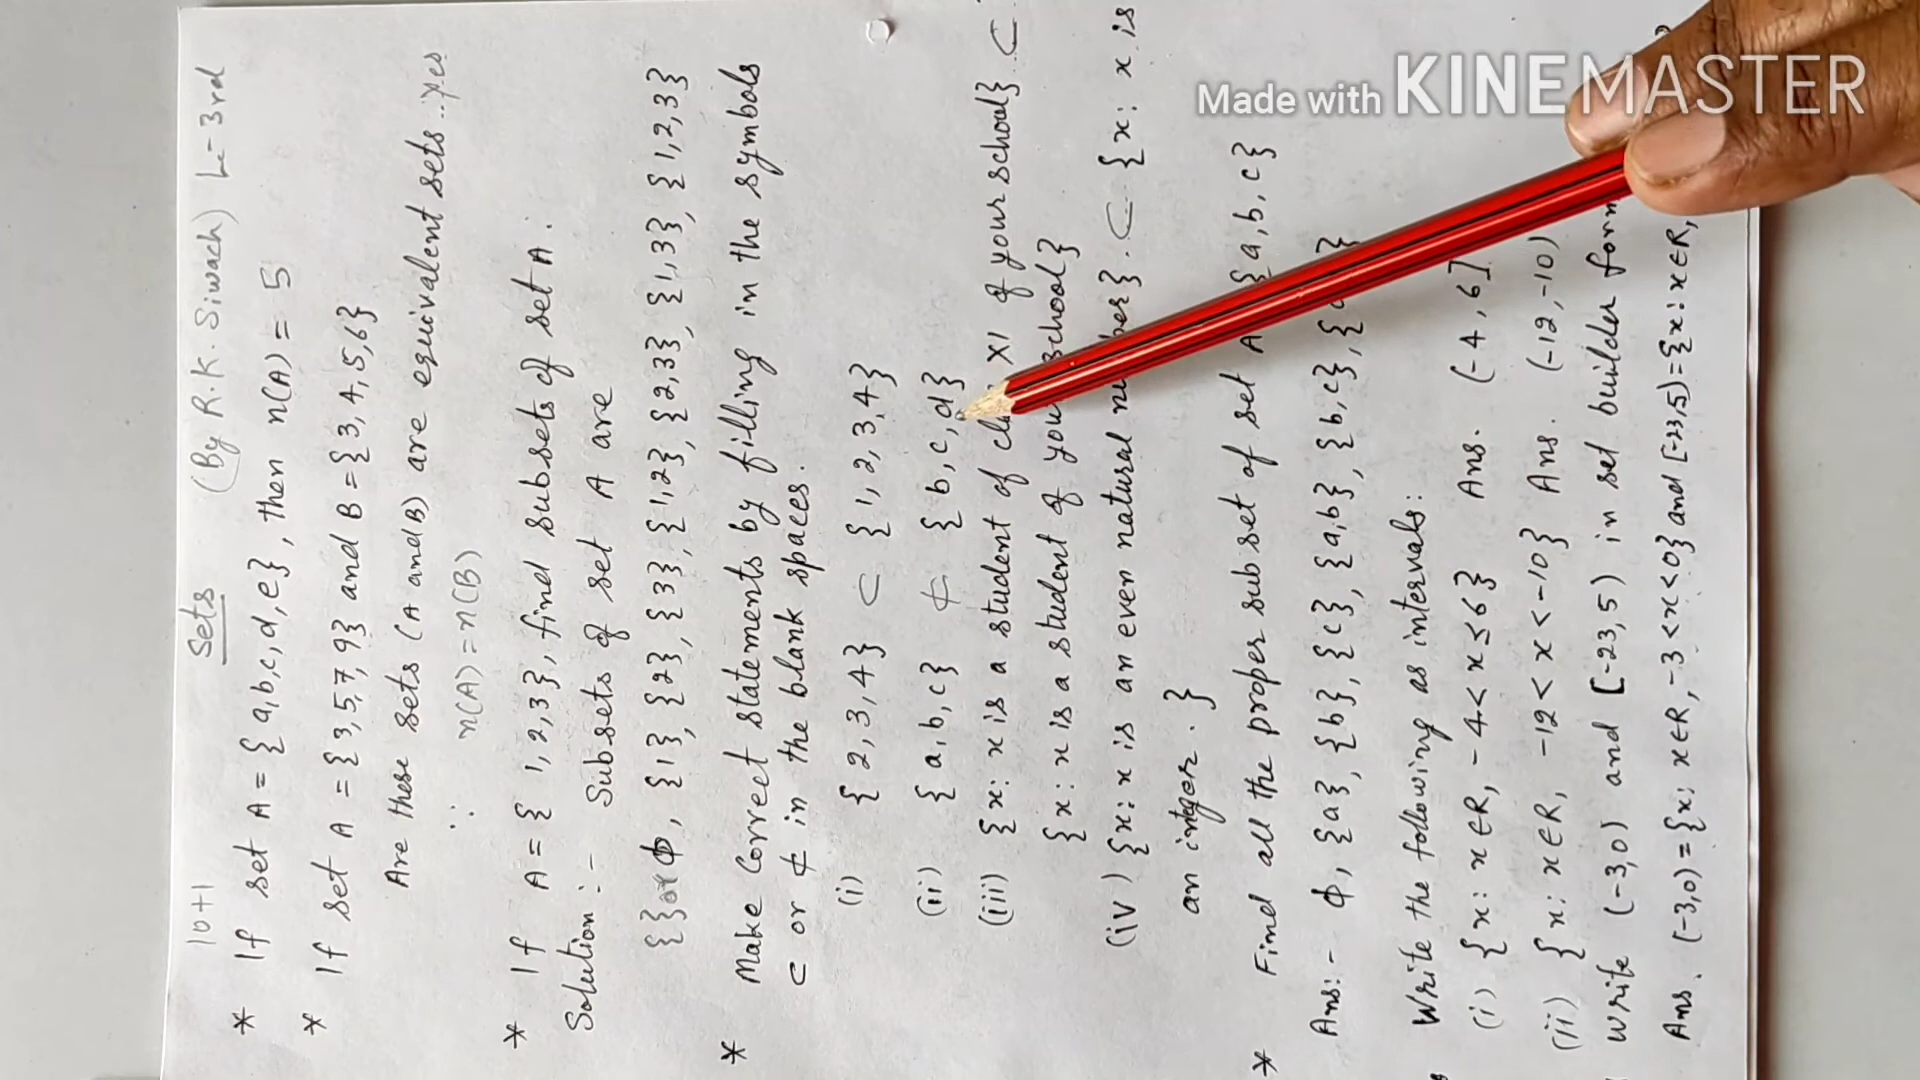 10+1 Sets (By R.K. Siwach) L-3rd
* If set A = { a,b,c,d,e}, then n(A) = 5
* If set A = {3,5,7,9} and B = {3,4,5,6}
Are these sets (A and B) are equivalent sets...yes
∵ n(A) = n(B)
* If A = { 1,2,3}, find subsets of set A.
Solution :- Subsets of set A are
{ } or ϕ, {1}, {2}, {3}, {1,2}, {2,3}, {1,3}, {1,2,3}
* Make correct statements by filling in the symbols
⊂ or ⊄ in the blank spaces.
(i) {2,3,4} ⊂ {1,2,3,4}
(ii) {a,b,c} ⊄ {b,c,d}
(iii) {x: x is a student of XI of your school} ⊂
{x: x is a student of school}
(iv) {x: x is an even natural }. ⊂ {x: x is
an integer.}
* Find all the proper subset of set A {a,b,c}
Ans:- ϕ, {a}, {b}, {c}, {a,b}, {b,c}, {
Write the following as intervals:
(i) {x: x∈R, -4 < x ≤ 6} Ans. (-4, 6]
(ii) {x: x∈R, -12 < x < -10} Ans. (-12, -10)
Write (-3,0) and [-23,5) in set builder form
Ans. (-3,0) = {x: x∈R, -3 < x < 0} and [-23,5) = {x: x∈R,
Made with KINEMASTER